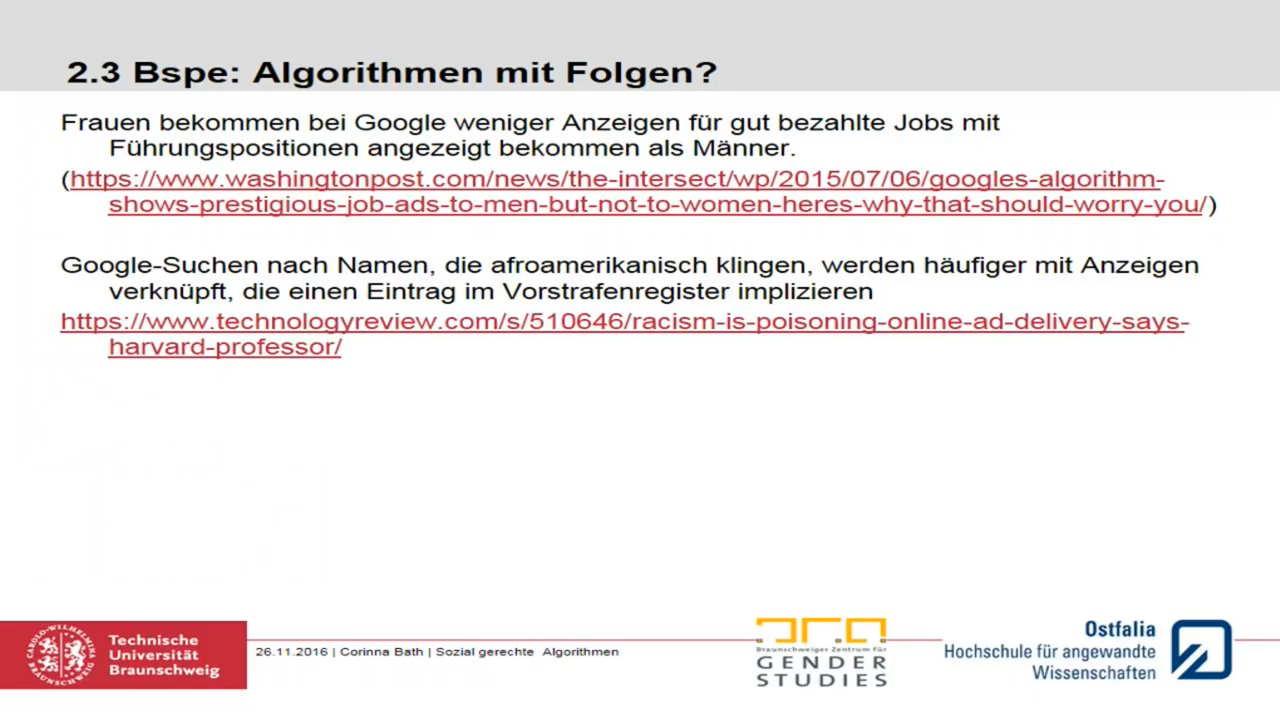 2.3 Bspe: Algorithmen mit Folgen?
Frauen bekommen bei Google weniger Anzeigen für gut bezahlte Jobs mit
Führungspositionen angezeigt bekommen als Männer.
(https://www.washingtonpost.com/news/the-intersect/wp/2015/07/06/googles-algorithm-
shows-prestigious-job-ads-to-men-but-not-to-women-heres-why-that-should-worry-you/)
Google-Suchen nach Namen, die afroamerikanisch klingen, werden häufiger mit Anzeigen
verknüpft, die einen Eintrag im Vorstrafenregister implizieren
https://www.technologyreview.com/s/510646/racism-is-poisoning-online-ad-delivery-says-
harvard-professor/
Technische
Universität
Braunschweig
26.11.2016 | Corinna Bath | Sozial gerechte Algorithmen
Braunschweiger Zentrum für
GENDER
STUDIES
Ostfalia
Hochschule für angewandte
Wissenschaften